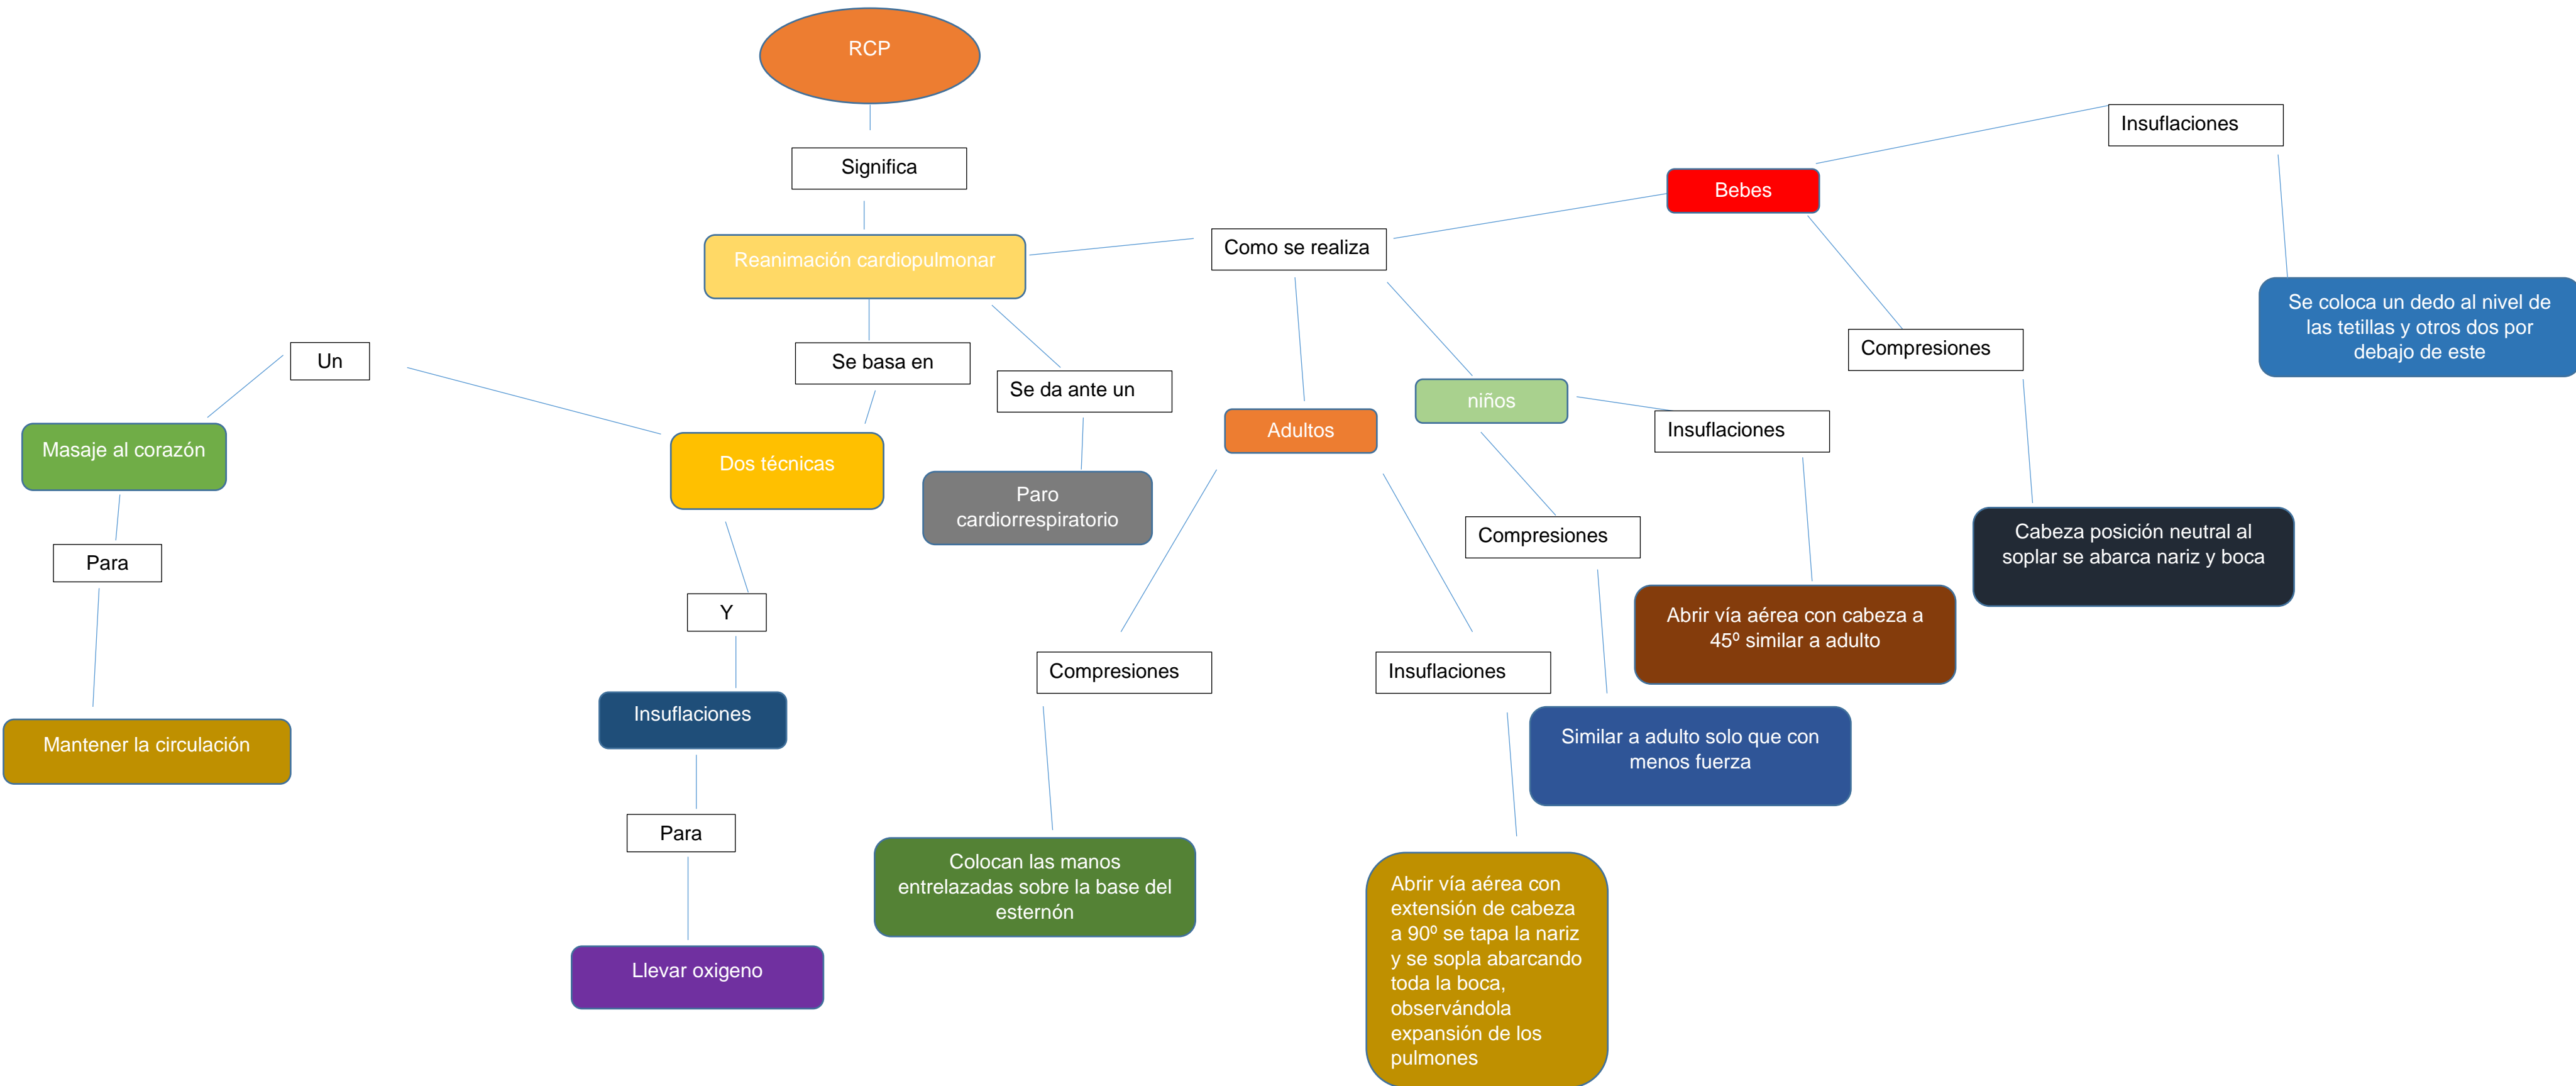 RCP
Significa
Reanimación cardiopulmonar
Se basa en
Dos técnicas
Un
Masaje al corazón
Para
Mantener la circulación
Y
Insuflaciones
Para
Llevar oxigeno
Se da ante un
Paro
cardiorrespiratorio
Como se realiza
Adultos
Compresiones
Colocan las manos
entrelazadas sobre la base del
esternón
Insuflaciones
Abrir vía aérea con
extensión de cabeza
a 90º se tapa la nariz
y se sopla abarcando
toda la boca,
observándola
expansión de los
pulmones
niños
Compresiones
Similar a adulto solo que con
menos fuerza
Insuflaciones
Abrir vía aérea con cabeza a
45º similar a adulto
Bebes
Compresiones
Cabeza posición neutral al
soplar se abarca nariz y boca
Insuflaciones
Se coloca un dedo al nivel de
las tetillas y otros dos por
debajo de este